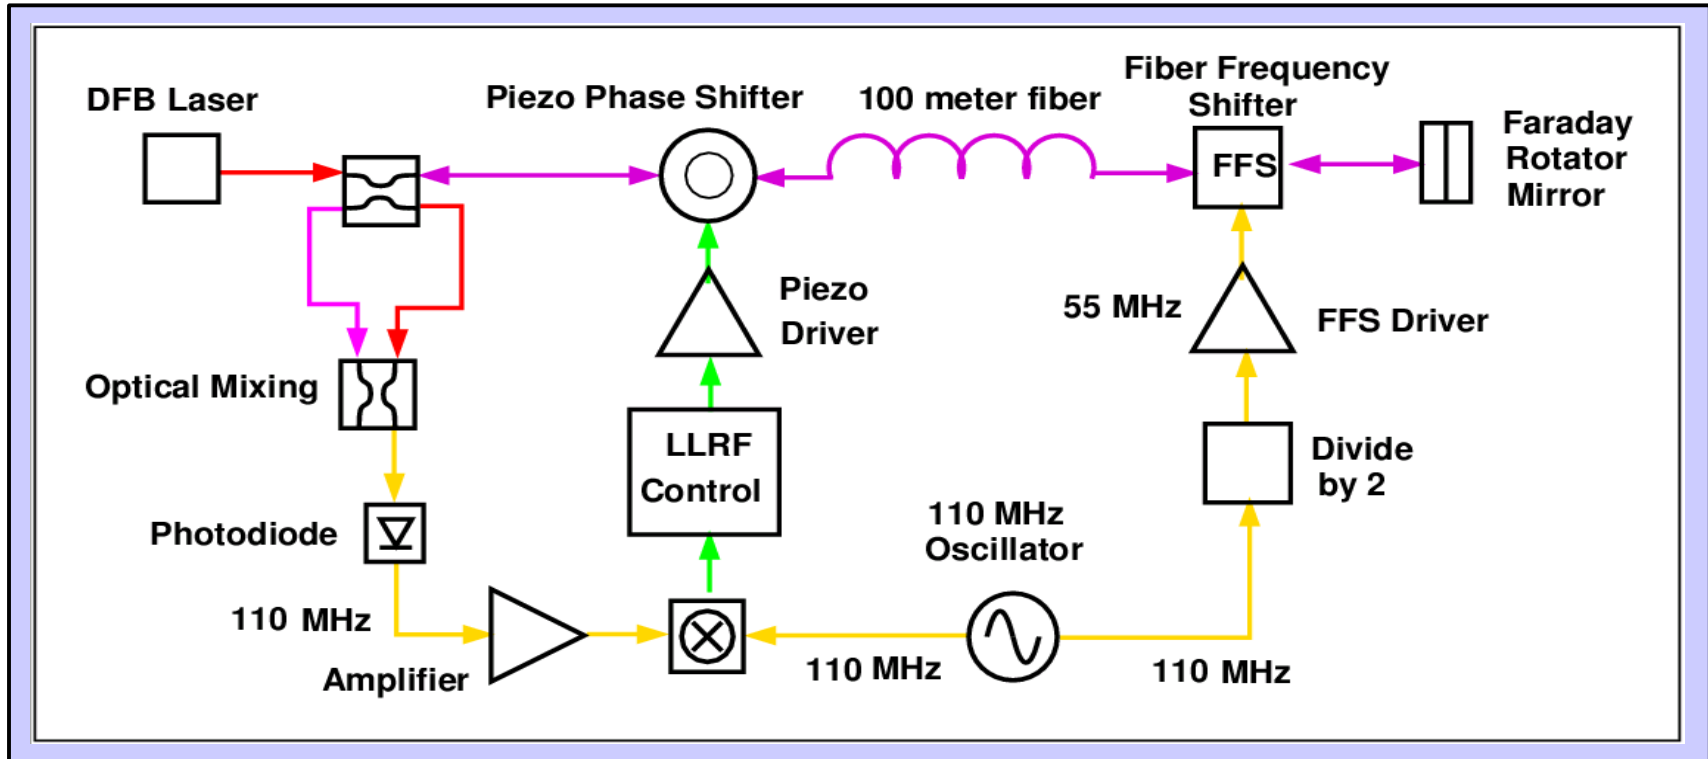 DFB Laser
Piezo Phase Shifter
100 meter fiber
Fiber Frequency
Shifter
FFS
Faraday
Rotator
Mirror
Piezo
Driver
55 MHz
FFS Driver
Optical Mixing
LLRF
Control
Divide
by 2
Photodiode
110 MHz
Oscillator
110 MHz
Amplifier
110 MHz
110 MHz